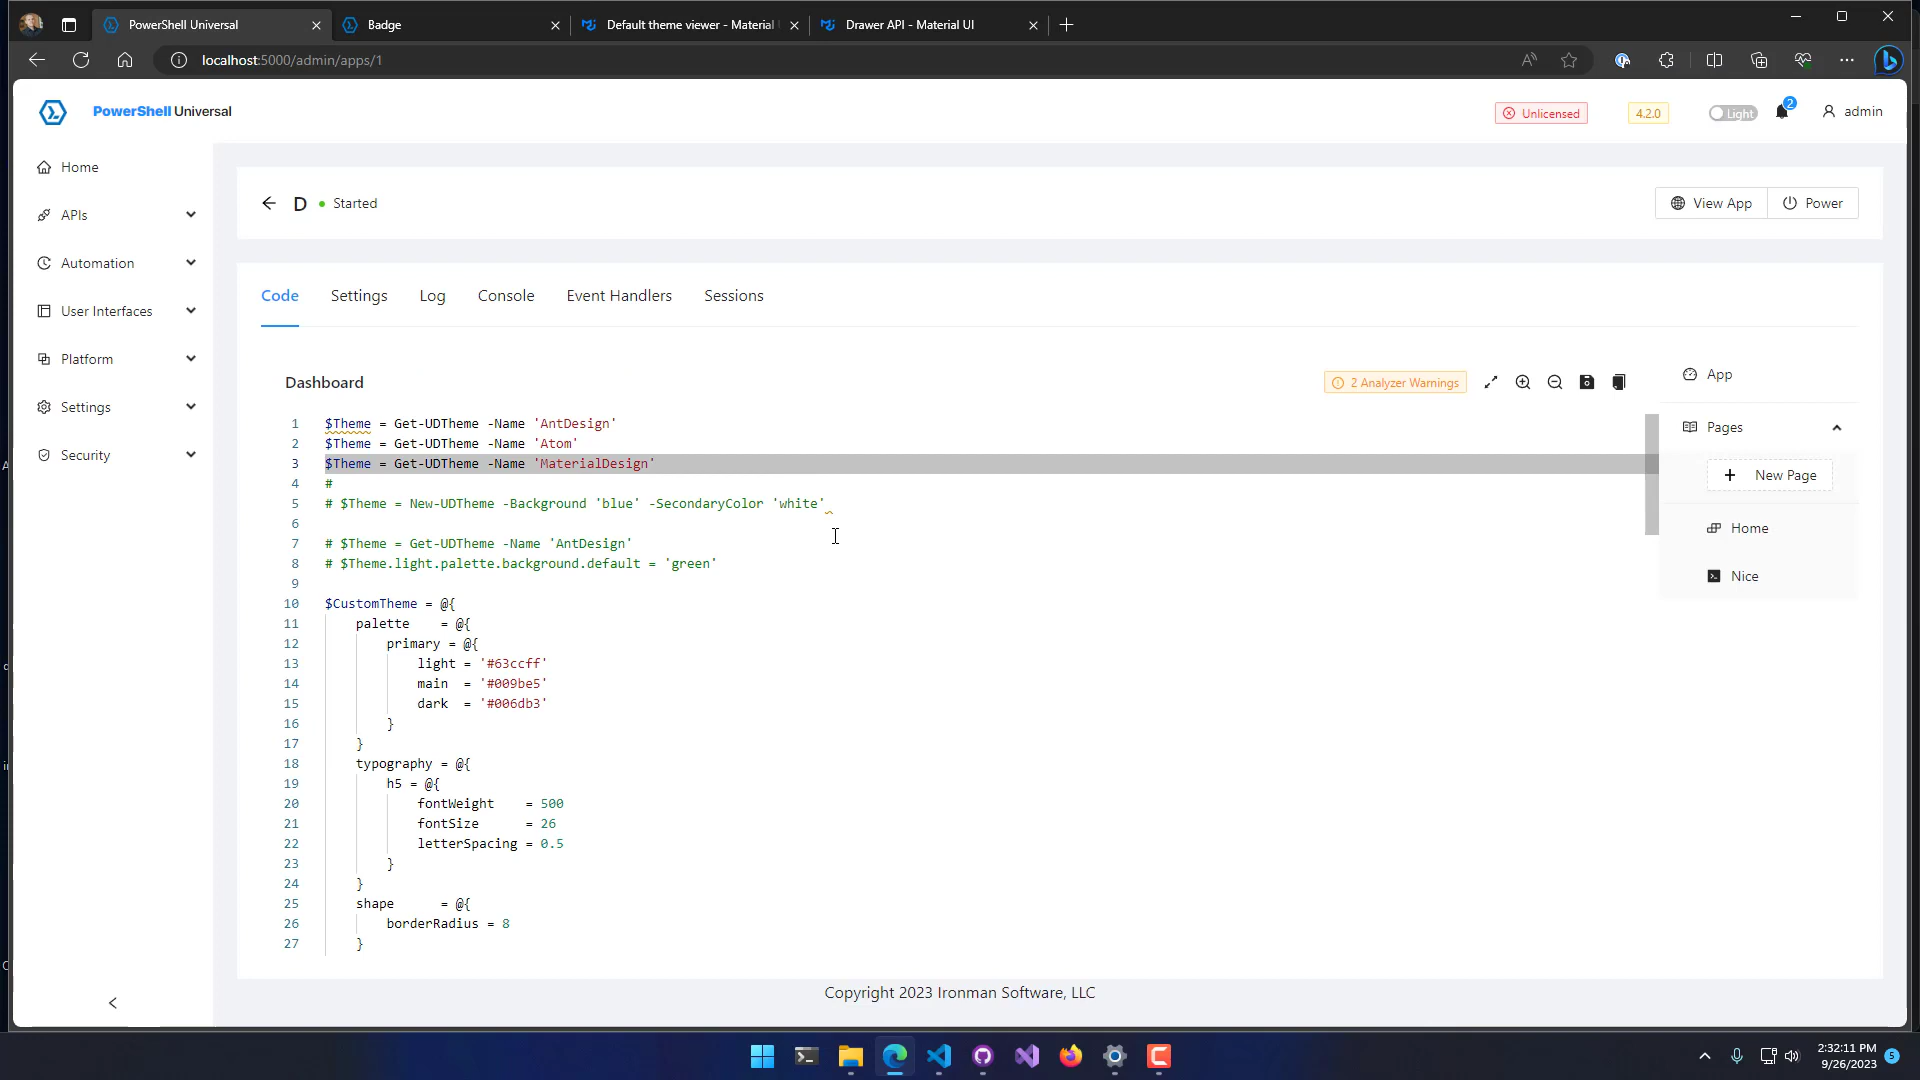 PowerShell Universal
Badge
Default theme viewer - Material
Drawer API - Material UI
localhost:5000/admin/apps/1
PowerShell Universal
Unlicensed
4.2.0
Light
2
admin
Home
APIs
Automation
User Interfaces
Platform
Settings
Security
D
Started
View App
Power
Code
Settings
Log
Console
Event Handlers
Sessions
Dashboard
2 Analyzer Warnings
1 $Theme = Get-UDTheme -Name 'AntDesign'
2 $Theme = Get-UDTheme -Name 'Atom'
3 $Theme = Get-UDTheme -Name 'MaterialDesign'
4 #
5 # $Theme = New-UDTheme -Background 'blue' -SecondaryColor 'white'
6
7 # $Theme = Get-UDTheme -Name 'AntDesign'
8 # $Theme.light.palette.background.default = 'green'
9
10 $CustomTheme = @{
11 palette = @{
12 primary = @{
13 light = '#63ccff'
14 main = '#009be5'
15 dark = '#006db3'
16 }
17 }
18 typography = @{
19 h5 = @{
20 fontWeight = 500
21 fontSize = 26
22 letterSpacing = 0.5
23 }
24 }
25 shape = @{
26 borderRadius = 8
27 }
App
Pages
New Page
Home
Nice
Copyright 2023 Ironman Software, LLC
2:32:11 PM
9/26/2023
5